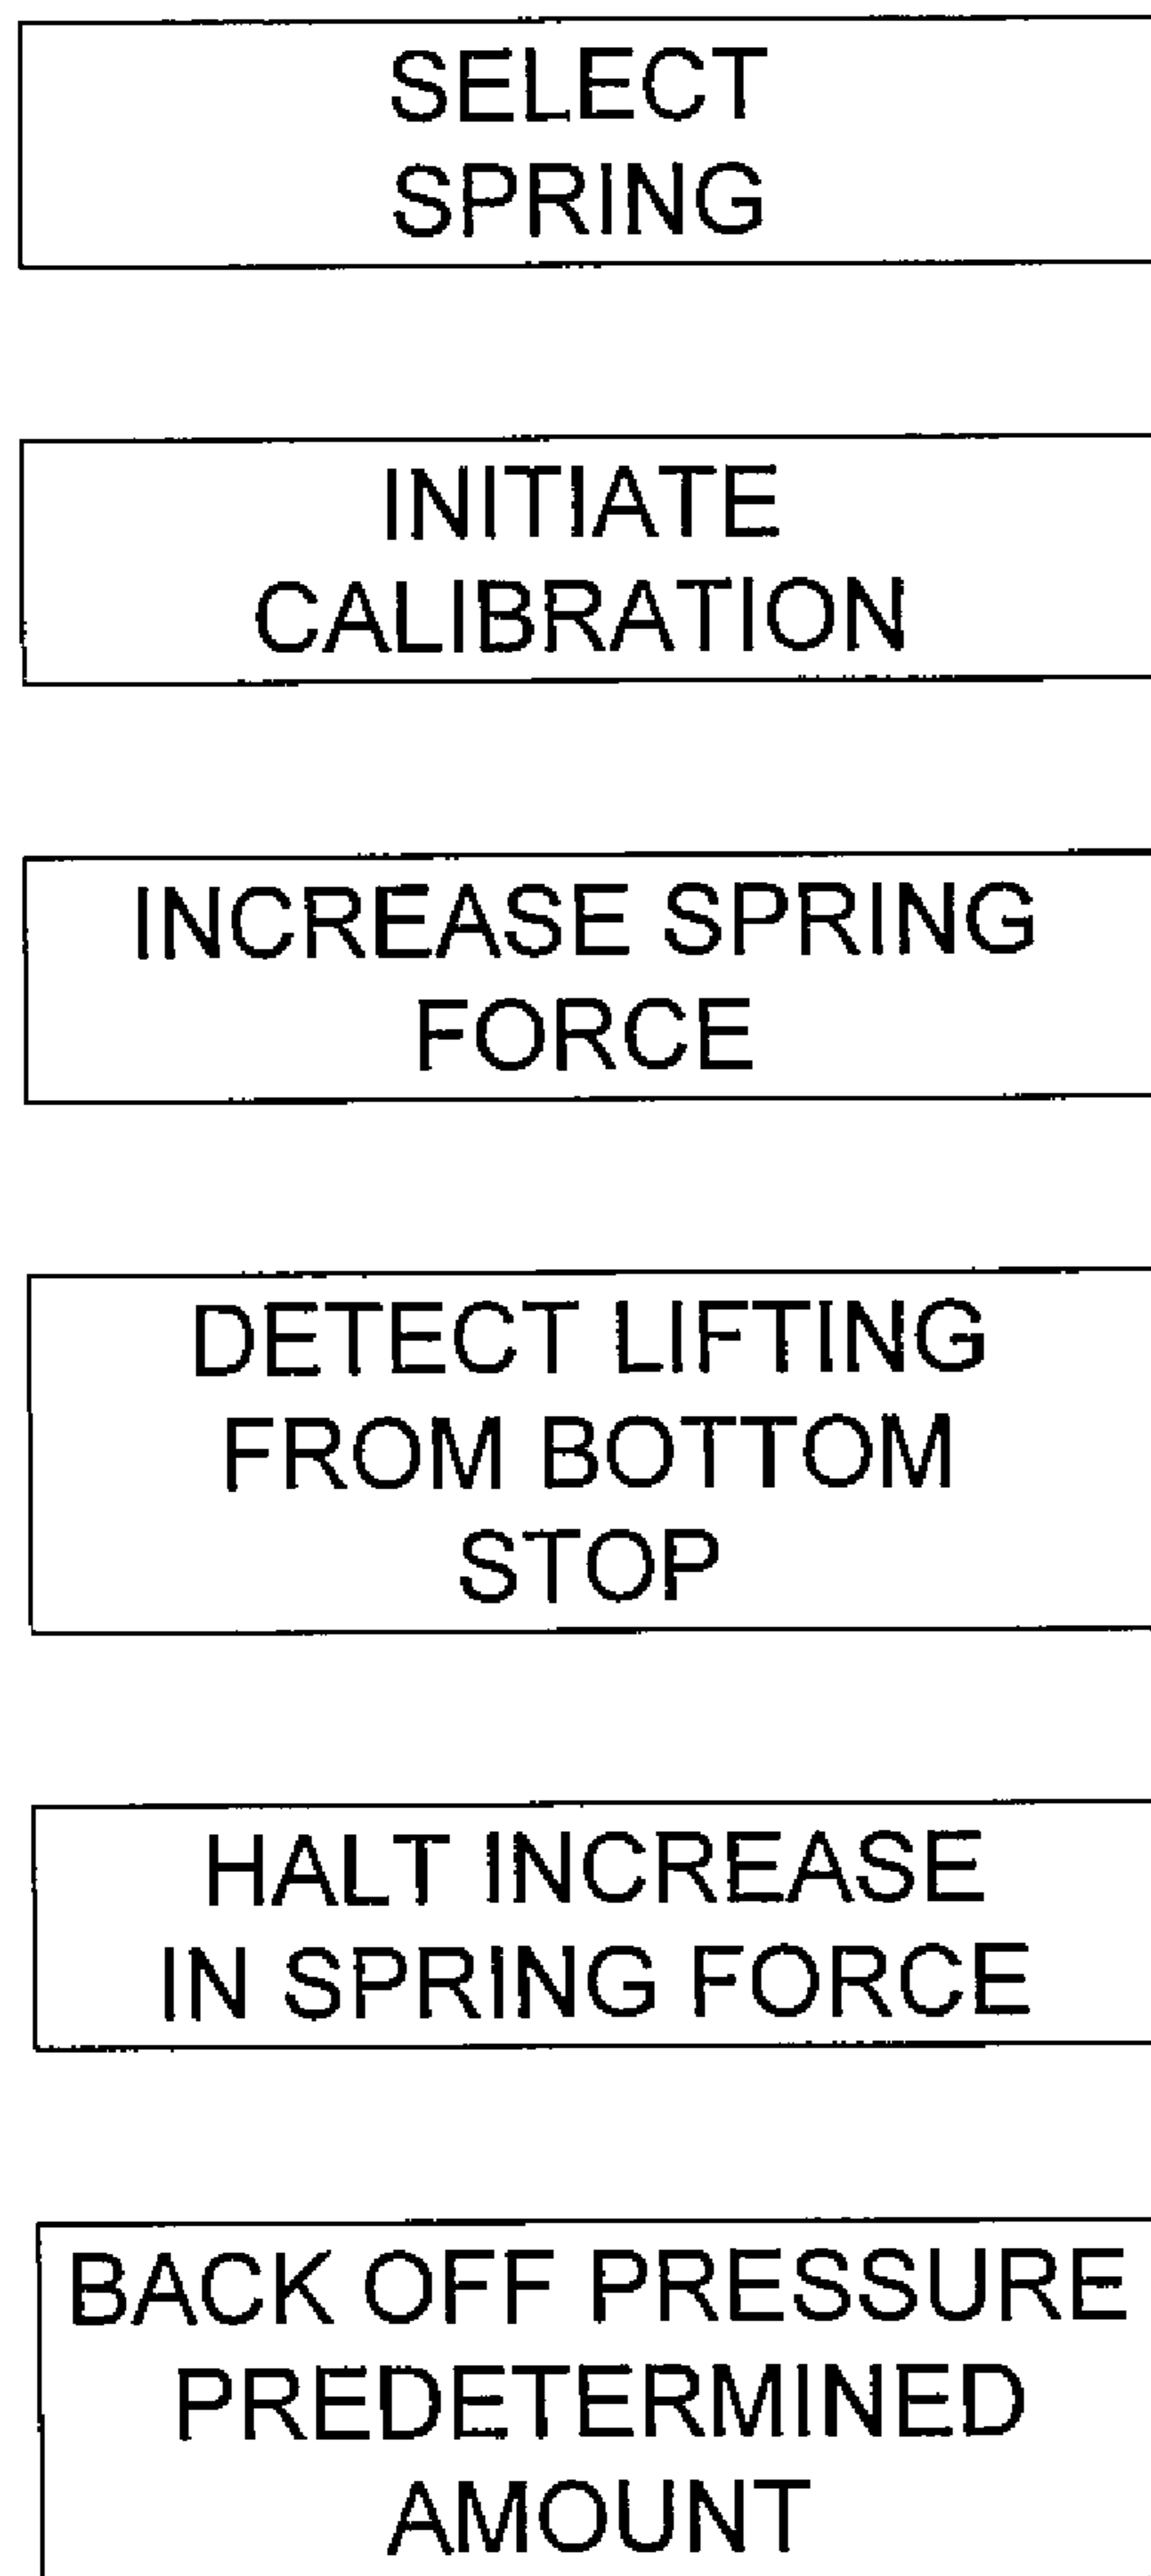 SELECT
SPRING
INITIATE
CALIBRATION
INCREASE SPRING
FORCE
DETECT LIFTING
FROM BOTTOM
STOP
HALT INCREASE
IN SPRING FORCE
BACK OFF PRESSURE
PREDETERMINED
AMOUNT